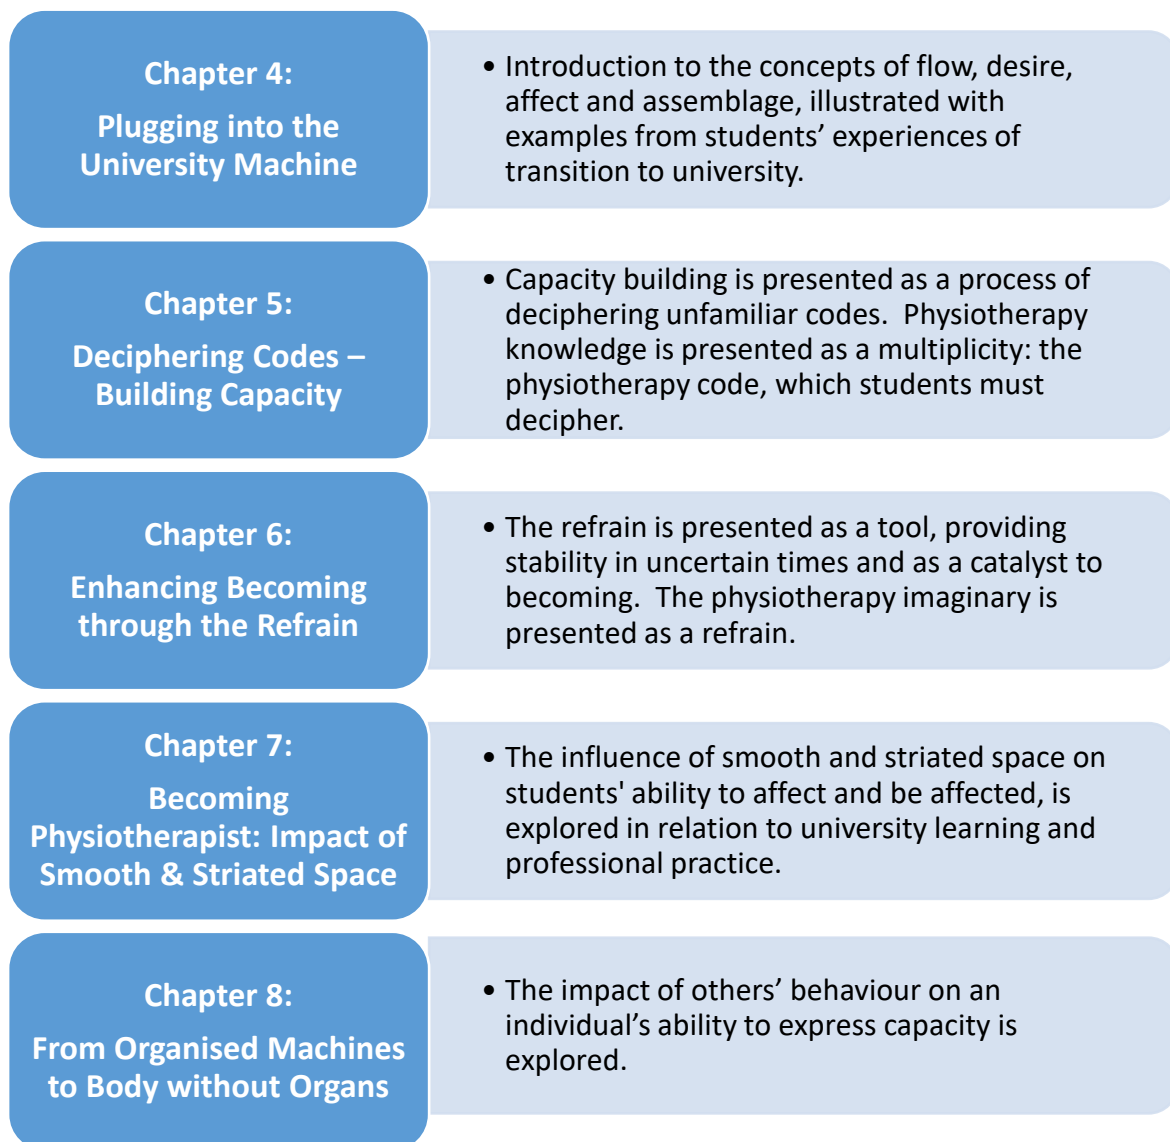 Chapter 4:
Plugging into the
University Machine
• Introduction to the concepts of flow, desire,
affect and assemblage, illustrated with
examples from students’ experiences of
transition to university.
Chapter 5:
Deciphering Codes –
Building Capacity
• Capacity building is presented as a process of
deciphering unfamiliar codes.  Physiotherapy
knowledge is presented as a multiplicity: the
physiotherapy code, which students must
decipher.
Chapter 6:
Enhancing Becoming
through the Refrain
• The refrain is presented as a tool, providing
stability in uncertain times and as a catalyst to
becoming.  The physiotherapy imaginary is
presented as a refrain.
Chapter 7:
Becoming
Physiotherapist: Impact of
Smooth & Striated Space
• The influence of smooth and striated space on
students' ability to affect and be affected, is
explored in relation to university learning and
professional practice.
Chapter 8:
From Organised Machines
to Body without Organs
• The impact of others’ behaviour on an
individual’s ability to express capacity is
explored.